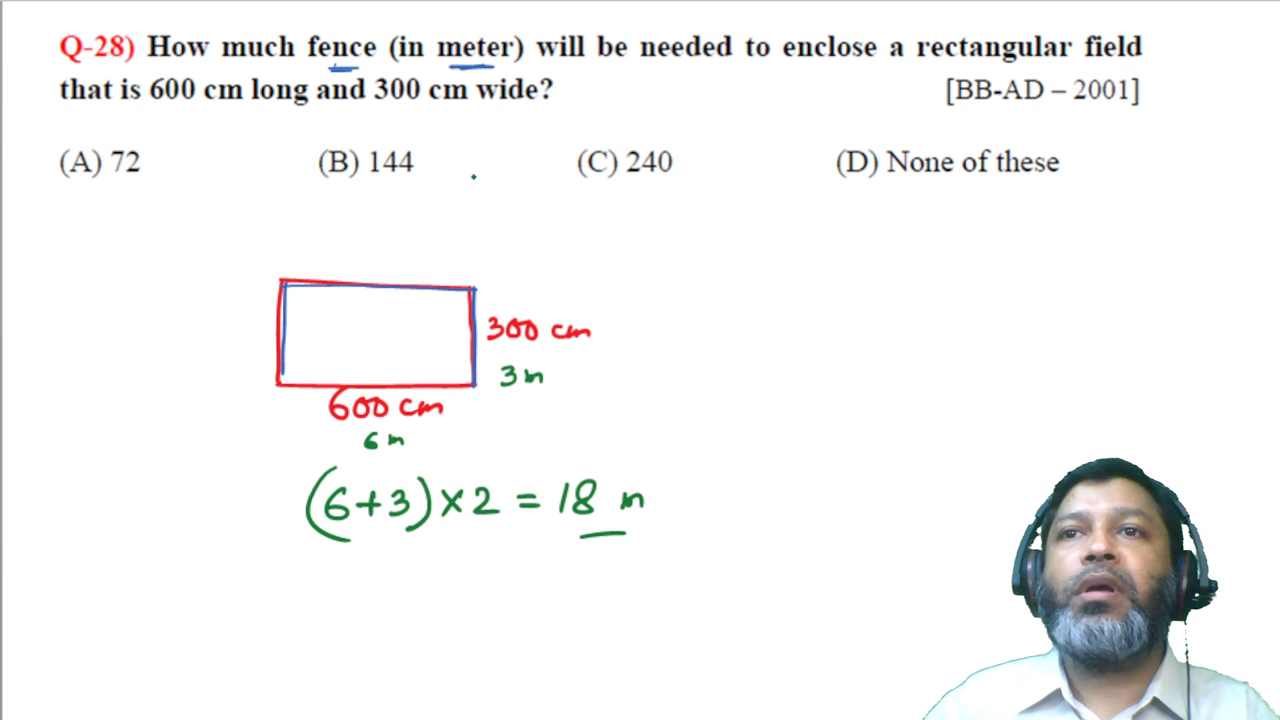 Q-28) How much fence (in meter) will be needed to enclose a rectangular field
that is 600 cm long and 300 cm wide? [BB-AD – 2001]
(A) 72 (B) 144 (C) 240 (D) None of these
300 cm
3 m
600 cm
6 m
(6+3) × 2 = 18 m